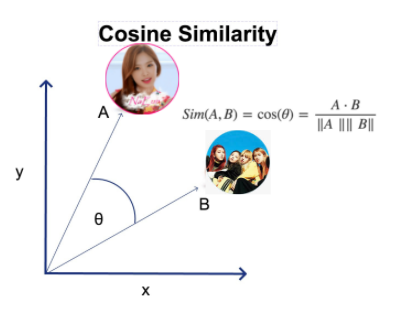 Cosine Similarity
A
Sim(A, B) = cos(θ) = A · B / ‖A ‖‖ B‖
y
B
θ
x